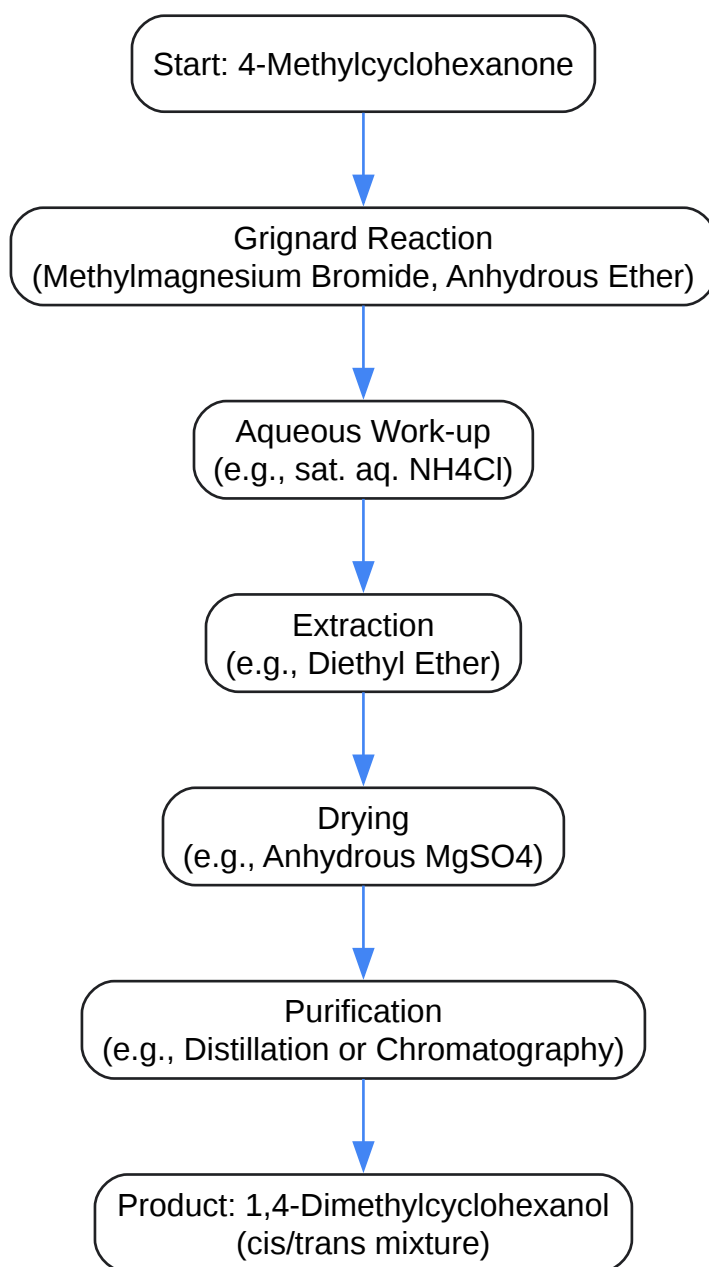 Start: 4-Methylcyclohexanone
Grignard Reaction
(Methylmagnesium Bromide, Anhydrous Ether)
Aqueous Work-up
(e.g., sat. aq. NH4Cl)
Extraction
(e.g., Diethyl Ether)
Drying
(e.g., Anhydrous MgSO4)
Purification
(e.g., Distillation or Chromatography)
Product: 1,4-Dimethylcyclohexanol
(cis/trans mixture)